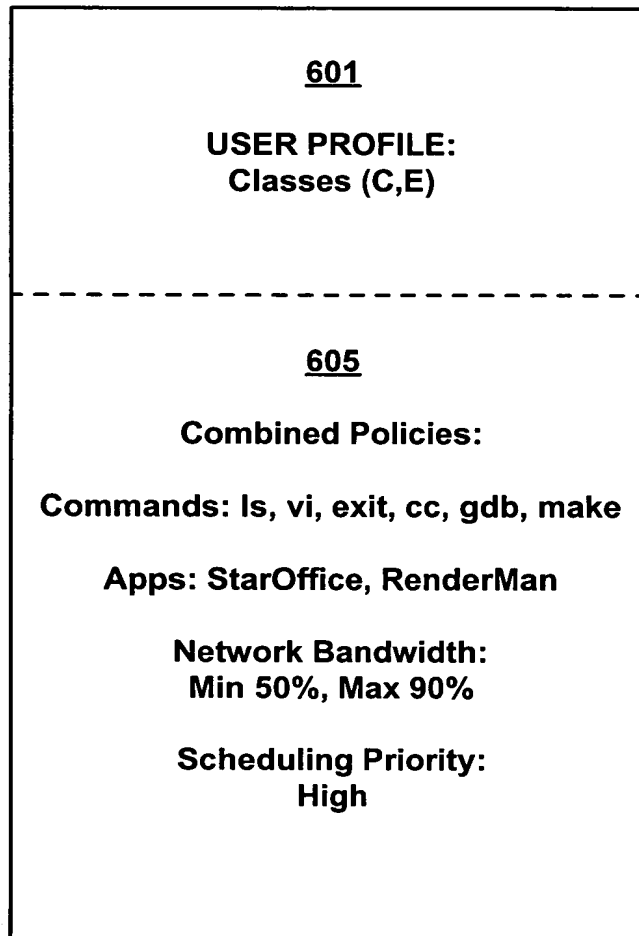 601
USER PROFILE:
Classes (C,E)
605
Combined Policies:
Commands: ls, vi, exit, cc, gdb, make
Apps: StarOffice, RenderMan
Network Bandwidth:
Min 50%, Max 90%
Scheduling Priority:
High